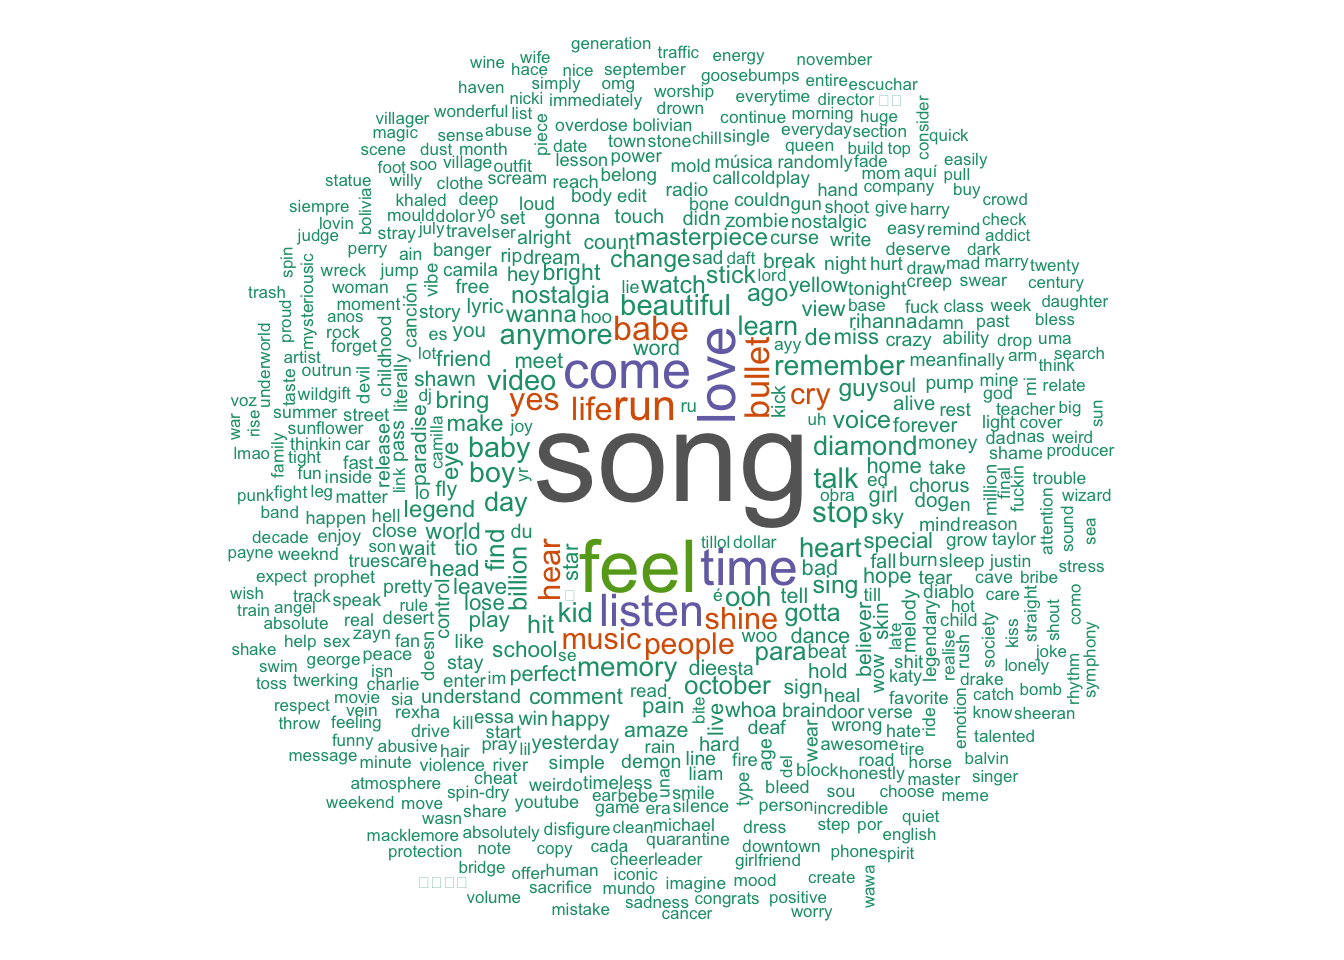 generation
wine wife traffic energy november
hace nice september goosebumps entire escuchar
haven simply omg worship everytime director
nicki immediately drown
villager wonderful list piece overdose bolivian continue morning huge consider
magic sense abuse date town stone chill single everyday section quick
scene dust month lesson power queen build top
foot soo village outfit mold música randomly fade easily
statue willy clothe scream reach belong call coldplay mom aquí pull
siempre khaled deep loud body edit radio bone couldn gun hand company buy crowd
lovin bolivia mould dolor yo set gonna touch didn zombie nostalgic shoot give harry check
judge stray july travel ser alright count masterpiece curse write easy remind addict
spin perry ain banger rip dream change sad daft break deserve dark
wreck jump vibe camila hey bright stick lord night hurt draw mad marry twenty
trash mysteriousic woman free nostalgia lie watch yellow tonight creep swear century
proud moment canción story lyric wanna hoo beautiful ago view base fuck class week daughter
anos es you anymore babe love learn de miss rihanna damn past bless
underworld rock childhood word bullet ayy crazy ability drop uma
forget lot friend meet come remember mean finally arm think search
taste artist outrun devil literally shawn video kick guy soul pump mine mi relate
voz wildgift dj bring yes life run ru cry alive rest god
war rise summer street paradise camilla make joy uh voice forever teacher big sun
sunflower release pass song diamond money light cover
lmao family thinkin car link eye baby home take dad nas weird producer
tight fast boy yr talk ed shame
fun inside lo fly obra girl chorus million final fuckin trouble
punk fight leg matter legend day stop dog en wizard
band happen hell world du sky mind reason attention sound sea
decade enjoy close find hear star feel tillol dollar time heart special grow taylor
payne weeknd son wait tio bad fall burn sleep justin
true scare head billion sing hope tear cave bribe stress
expect prophet pretty leave é ooh tell till diablo care
wish track speak control lose kid listen shine gotta skin melody hot como
train angel rule desert play hit believer late legendary child straight shout
absolute real doesn music people woo dance realise rush society kiss
help sex zayn fan like school se para beat wow shit joke rhythm symphony
shake george peace stay perfect memory die esta hold katy lonely
swim isn enter im drake bomb
toss twerking charlie understand comment read october sign heal favorite catch
respect movie sia essa win happy pain bite live whoa brain door verse ride emotion know sheeran
throw vein feeling rexha kill start amaze deaf wear wrong hate talented
funny drive pray lil yesterday rain hard age awesome tire
message abusive hair simple demon line fire del road horse balvin
minute violence river una liam type block honestly master singer
atmosphere cheat weirdo timeless smile bleed sou choose meme
spin-dry youtube ear bebe
weekend move share game era silence person incredible
wasn quiet
macklemore absolutely disfigure clean michael dress step por english
protection note copy cada quarantine downtown phone spirit
bridge cheerleader girlfriend
offer human iconic create
sacrifice mundo imagine mood wawa
volume sadness congrats positive
mistake cancer worry